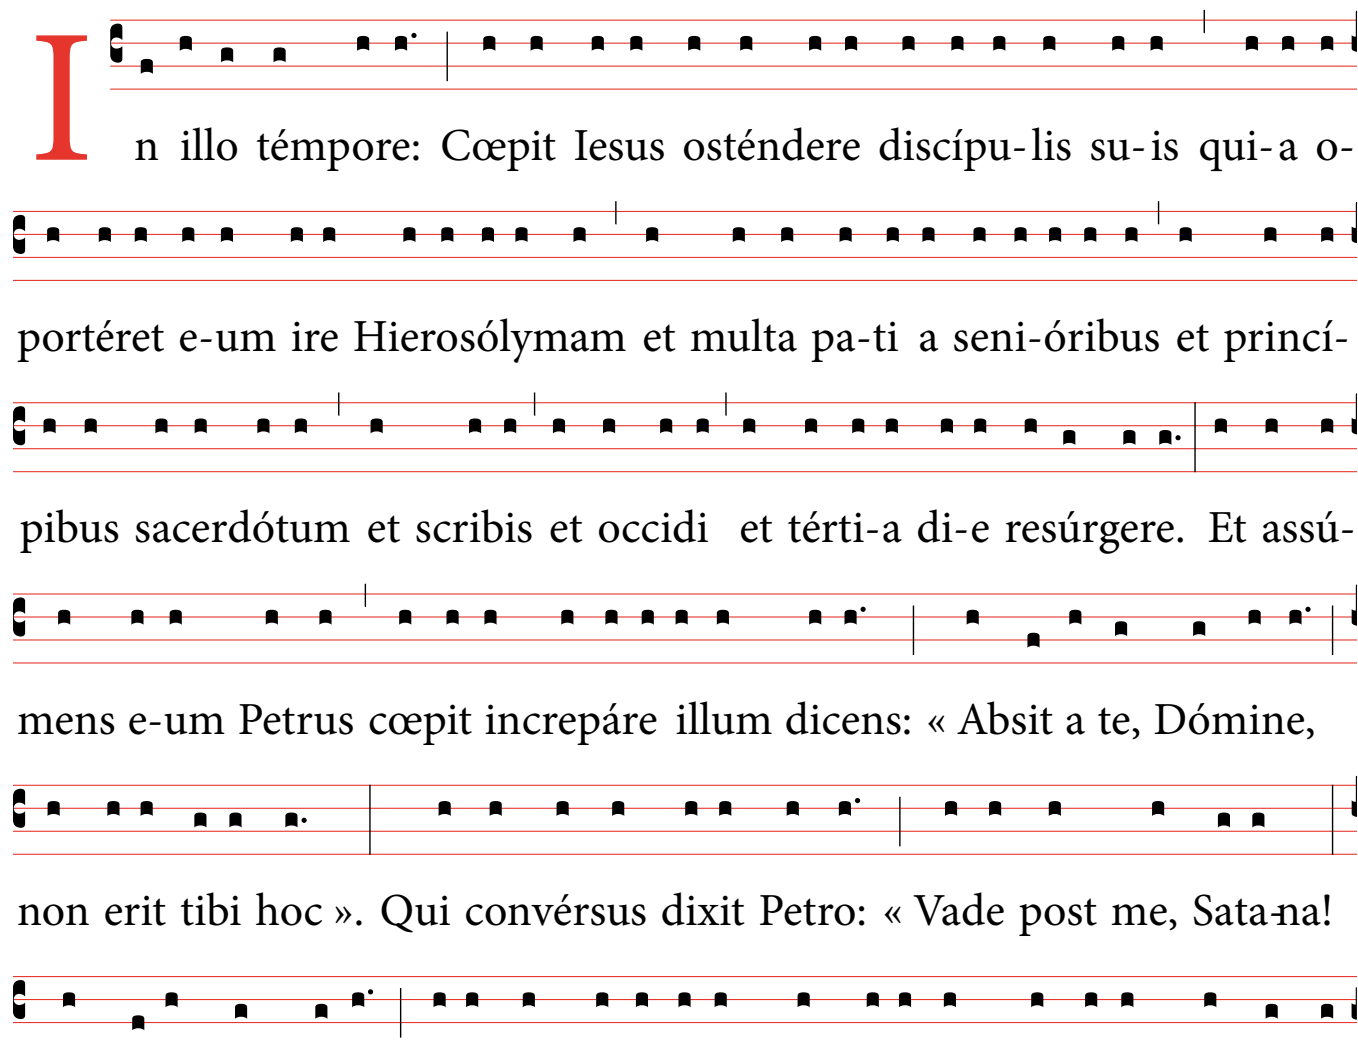 In illo témpore: Cœpit Iesus osténdere discípu-lis su-is qui-a o-
portéret e-um ire Hierosólymam et multa pa-ti a seni-óribus et princí-
pibus sacerdótum et scribis et occidi et térti-a di-e resúrgere. Et assú-
mens e-um Petrus cœpit increpáre illum dicens: « Absit a te, Dómine,
non erit tibi hoc ». Qui convérsus dixit Petro: « Vade post me, Sata-na!